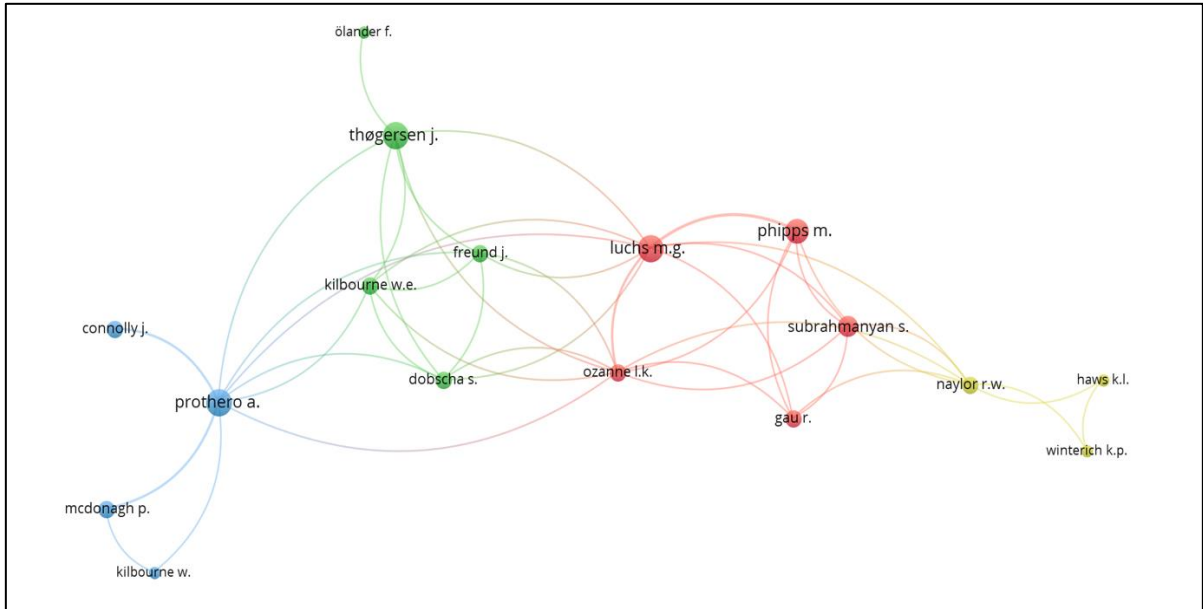 ölander f.
thøgersen j.
phipps m.
luchs m.g.
freund j.
kilbourne w.e.
connolly j.
subrahmanyan s.
ozanne l.k.
dobscha s.
haws k.l.
naylor r.w.
prothero a.
gau r.
winterich k.p.
mcdonagh p.
kilbourne w.